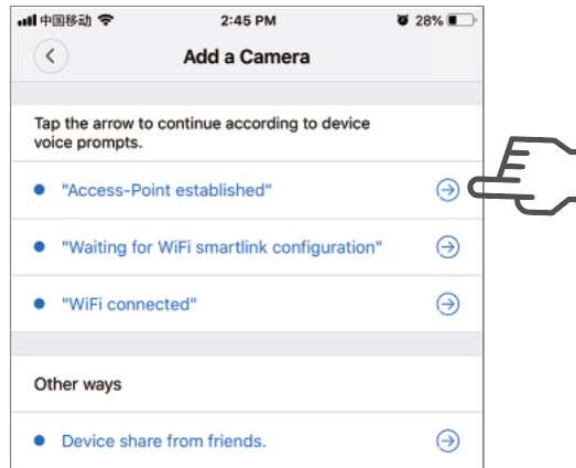 中国移动 2:45 PM 28%
Add a Camera
Tap the arrow to continue according to device
voice prompts.
"Access-Point established"
"Waiting for WiFi smartlink configuration"
"WiFi connected"
Other ways
Device share from friends.